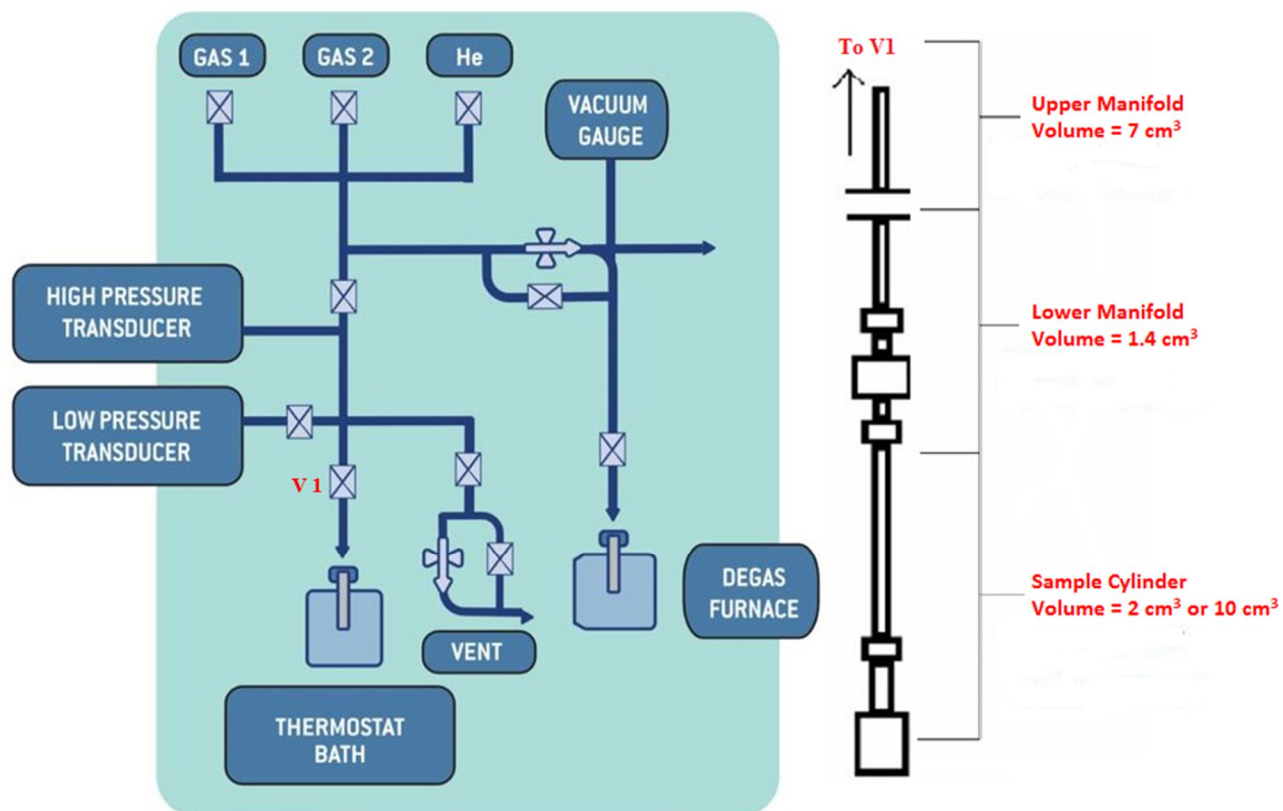 GAS 1
GAS 2
He
VACUUM
GAUGE
HIGH PRESSURE
TRANSDUCER
LOW PRESSURE
TRANSDUCER
V 1
DEGAS
FURNACE
VENT
THERMOSTAT
BATH
To V1
Upper Manifold
Volume = 7 cm³
Lower Manifold
Volume = 1.4 cm³
Sample Cylinder
Volume = 2 cm³ or 10 cm³